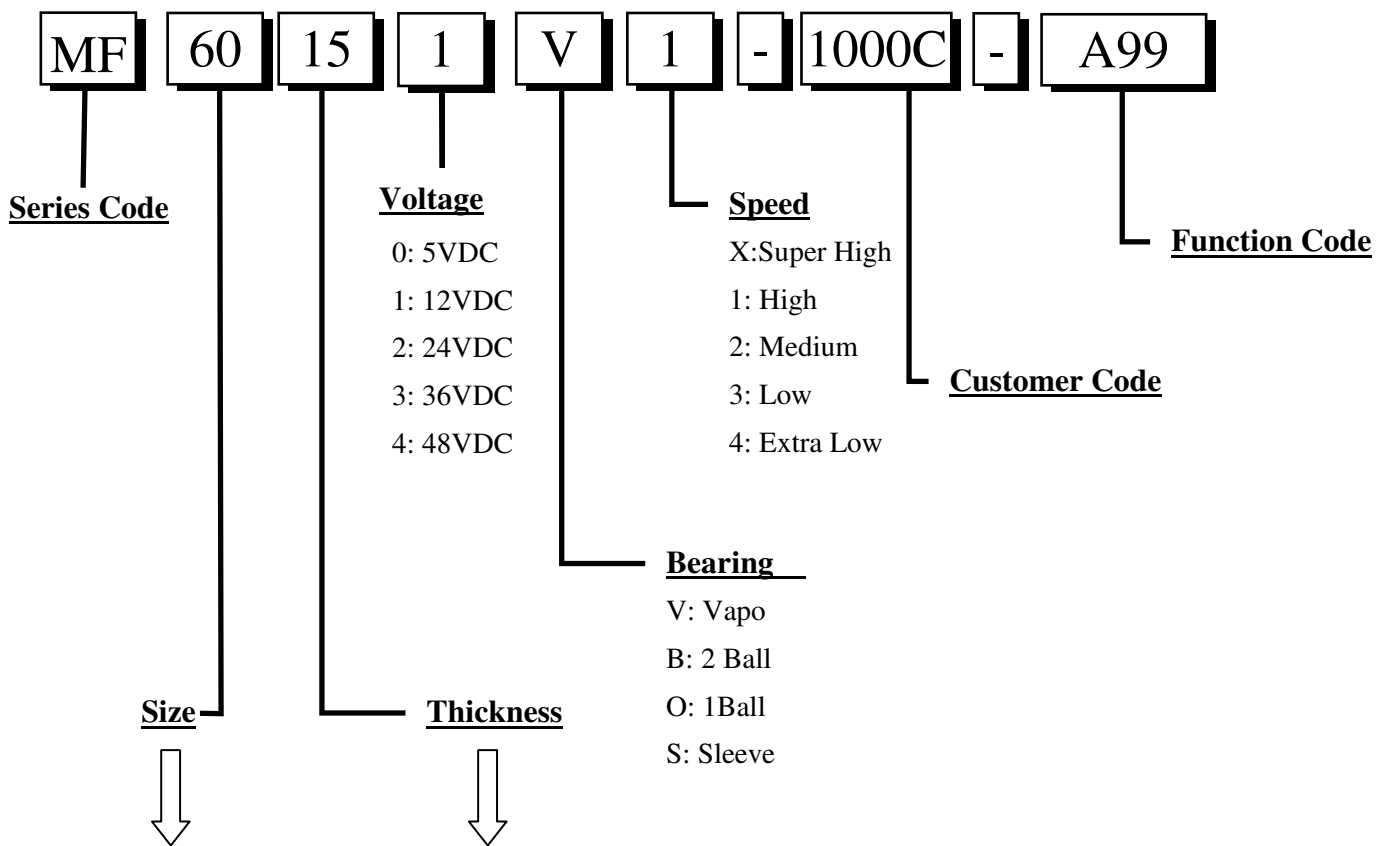 MF 60 15 1 V 1 - 1000C - A99
Series Code
Voltage
0: 5VDC
1: 12VDC
2: 24VDC
3: 36VDC
4: 48VDC
Speed
X:Super High
1: High
2: Medium
3: Low
4: Extra Low
Function Code
Customer Code
Bearing
V: Vapo
B: 2 Ball
O: 1Ball
S: Sleeve
Size
Thickness